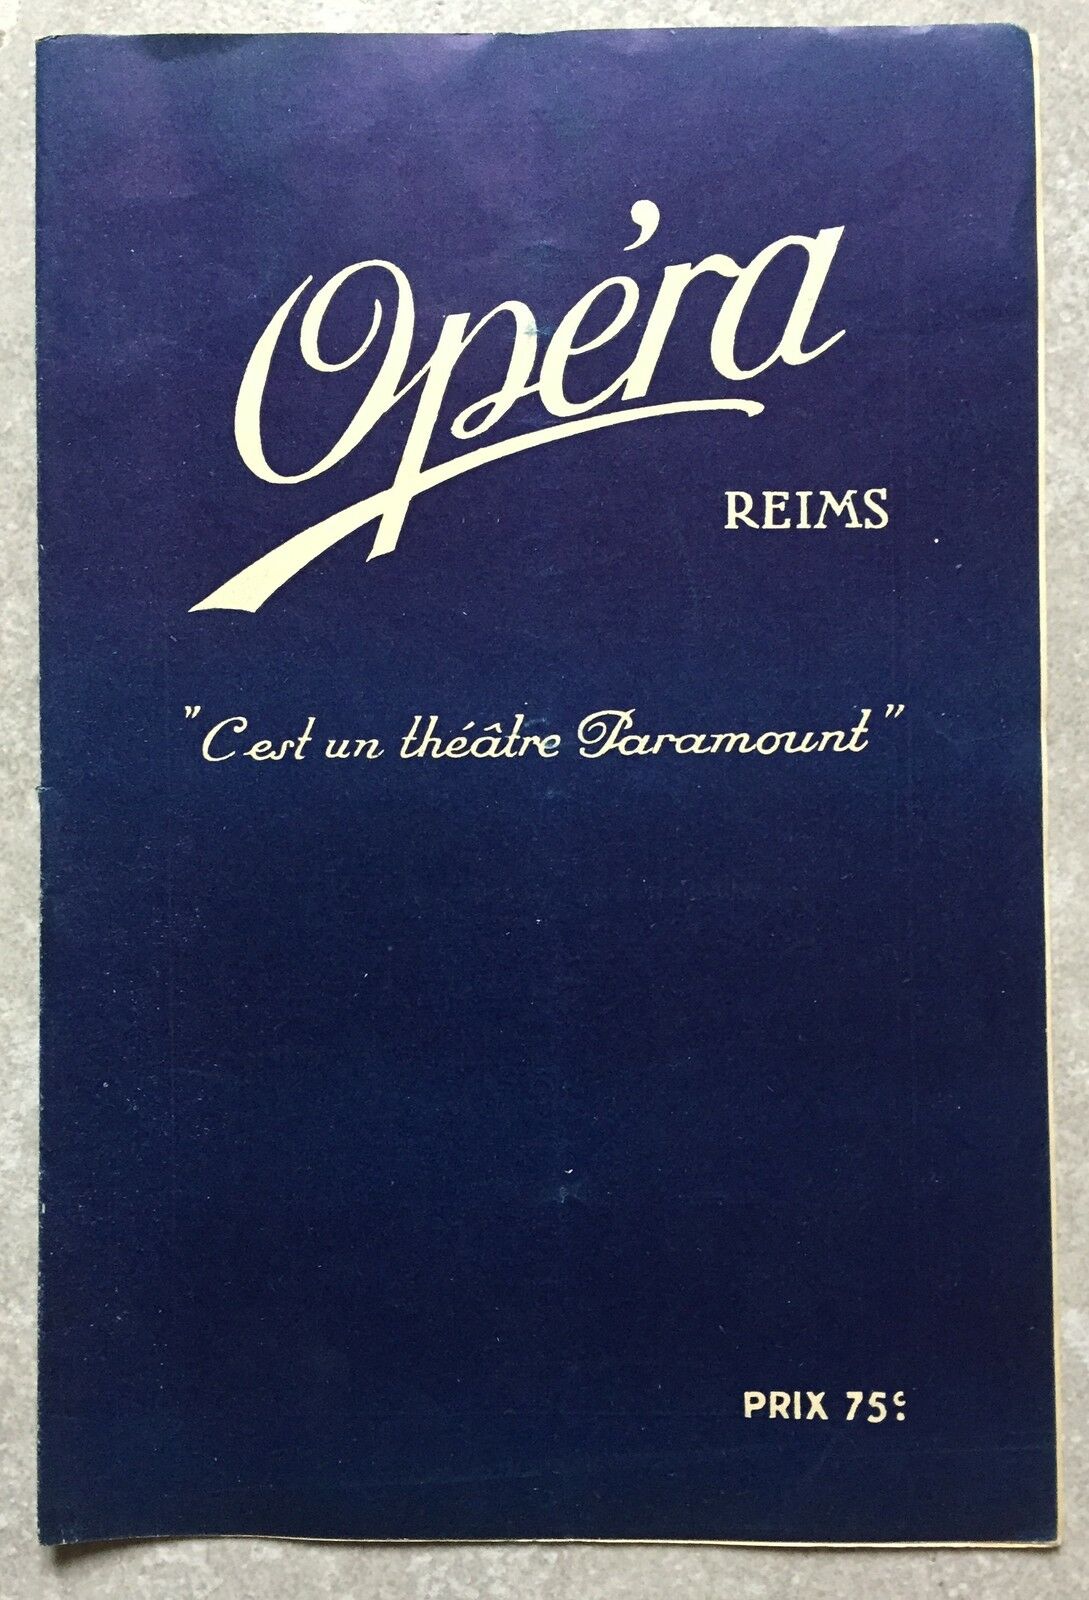 Opéra
REIMS
"C'est un théâtre Paramount"
PRIX 75c.